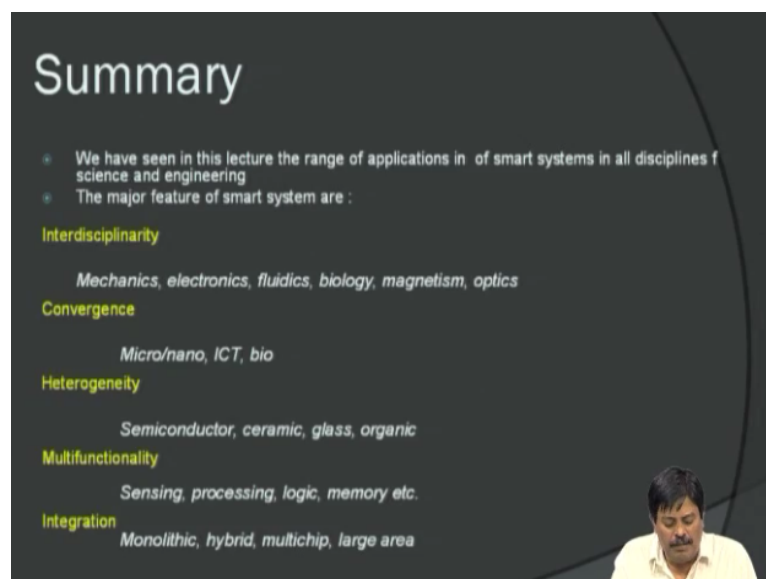 Summary
We have seen in this lecture the range of applications in of smart systems in all disciplines f
science and engineering
The major feature of smart system are :
Interdisciplinarity
Mechanics, electronics, fluidics, biology, magnetism, optics
Convergence
Micro/nano, ICT, bio
Heterogeneity
Semiconductor, ceramic, glass, organic
Multifunctionality
Sensing, processing, logic, memory etc.
Integration
Monolithic, hybrid, multichip, large area